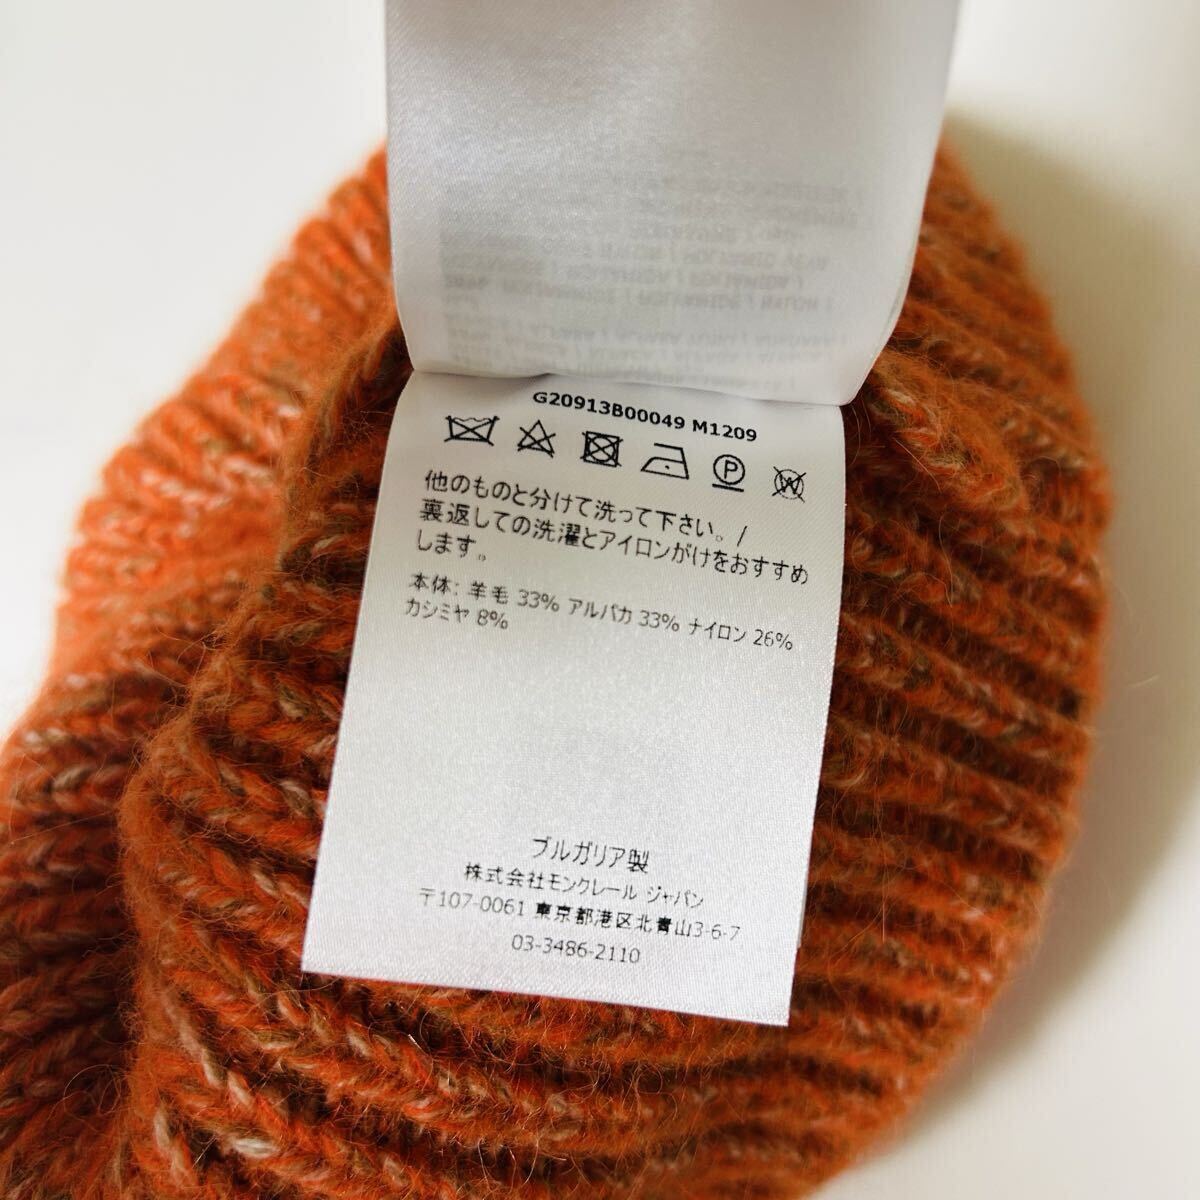 G20913B00049 M1209
他のものと分けて洗って下さい。/
裏返しての洗濯とアイロンがけをおすすめ
します。
本体: 羊毛 33% アルパカ 33% ナイロン 26%
カシミヤ 8%
ブルガリア製
株式会社モンクレール ジャパン
〒107-0061 東京都港区北青山3-6-7
03-3486-2110